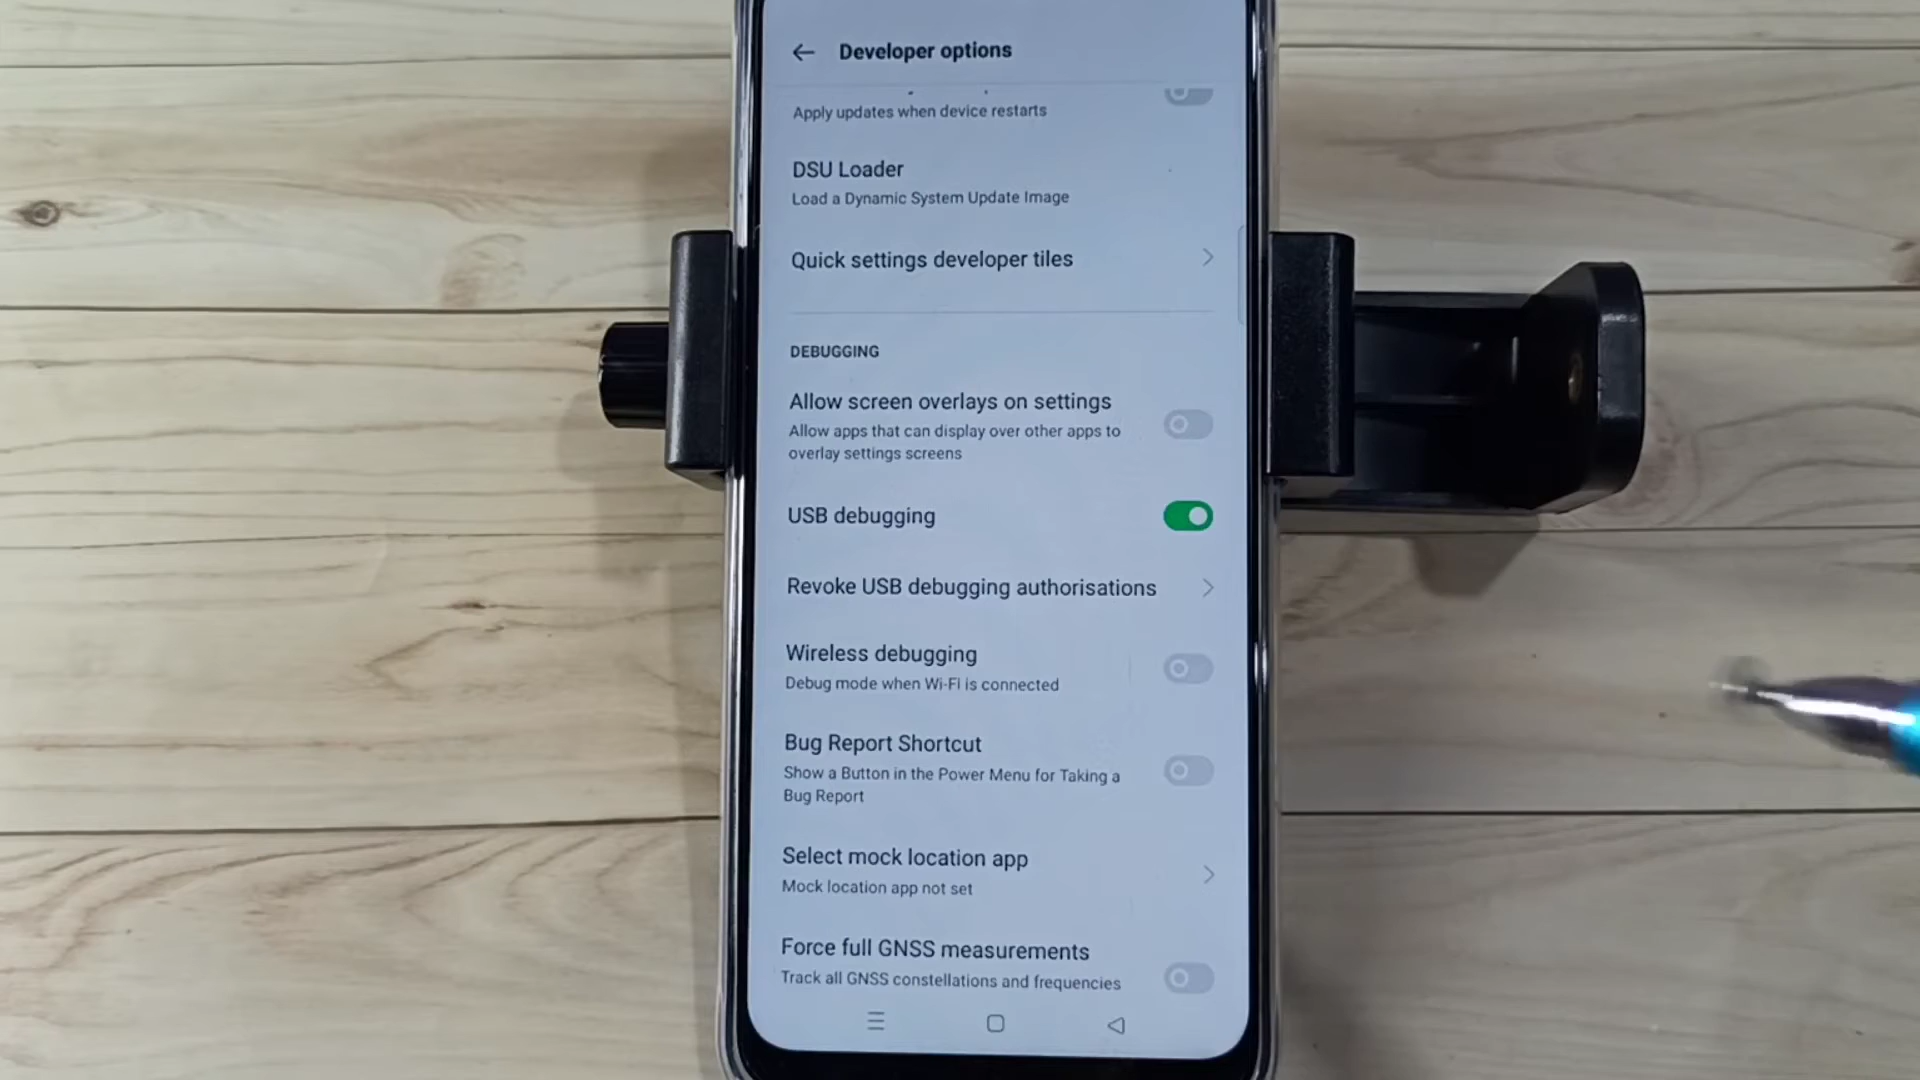 Developer options
Apply updates when device restarts
DSU Loader
Load a Dynamic System Update Image
Quick settings developer tiles
DEBUGGING
Allow screen overlays on settings
Allow apps that can display over other apps to
overlay settings screens
USB debugging
Revoke USB debugging authorisations
Wireless debugging
Debug mode when Wi-Fi is connected
Bug Report Shortcut
Show a Button in the Power Menu for Taking a
Bug Report
Select mock location app
Mock location app not set
Force full GNSS measurements
Track all GNSS constellations and frequencies